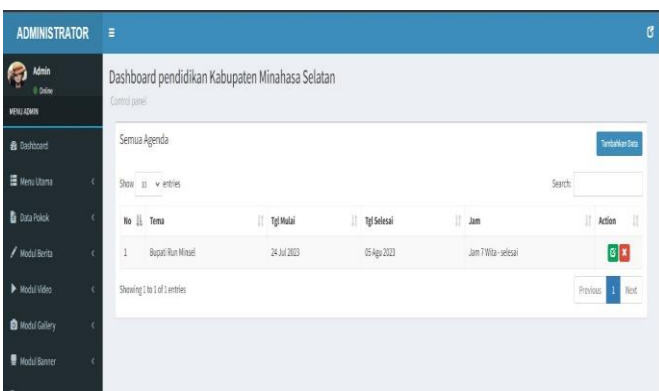 ADMINISTRATOR
Admin
Online
MENU ADMIN
Dashboard
Menu Utama
Data Pokok
Modul Berita
Modul Video
Modul Gallery
Modul Banner
Dashboard pendidikan Kabupaten Minahasa Selatan
Control panel
Semua Agenda
Tambahkan Data
Show 10 entries
Search:
No Tema Tgl Mulai Tgl Selesai Jam Action
1 Bupati Run Minsel 24 Jul 2023 05 Agu 2023 Jam 7 Wita - selesai
Showing 1 to 1 of 1 entries
Previous 1 Next